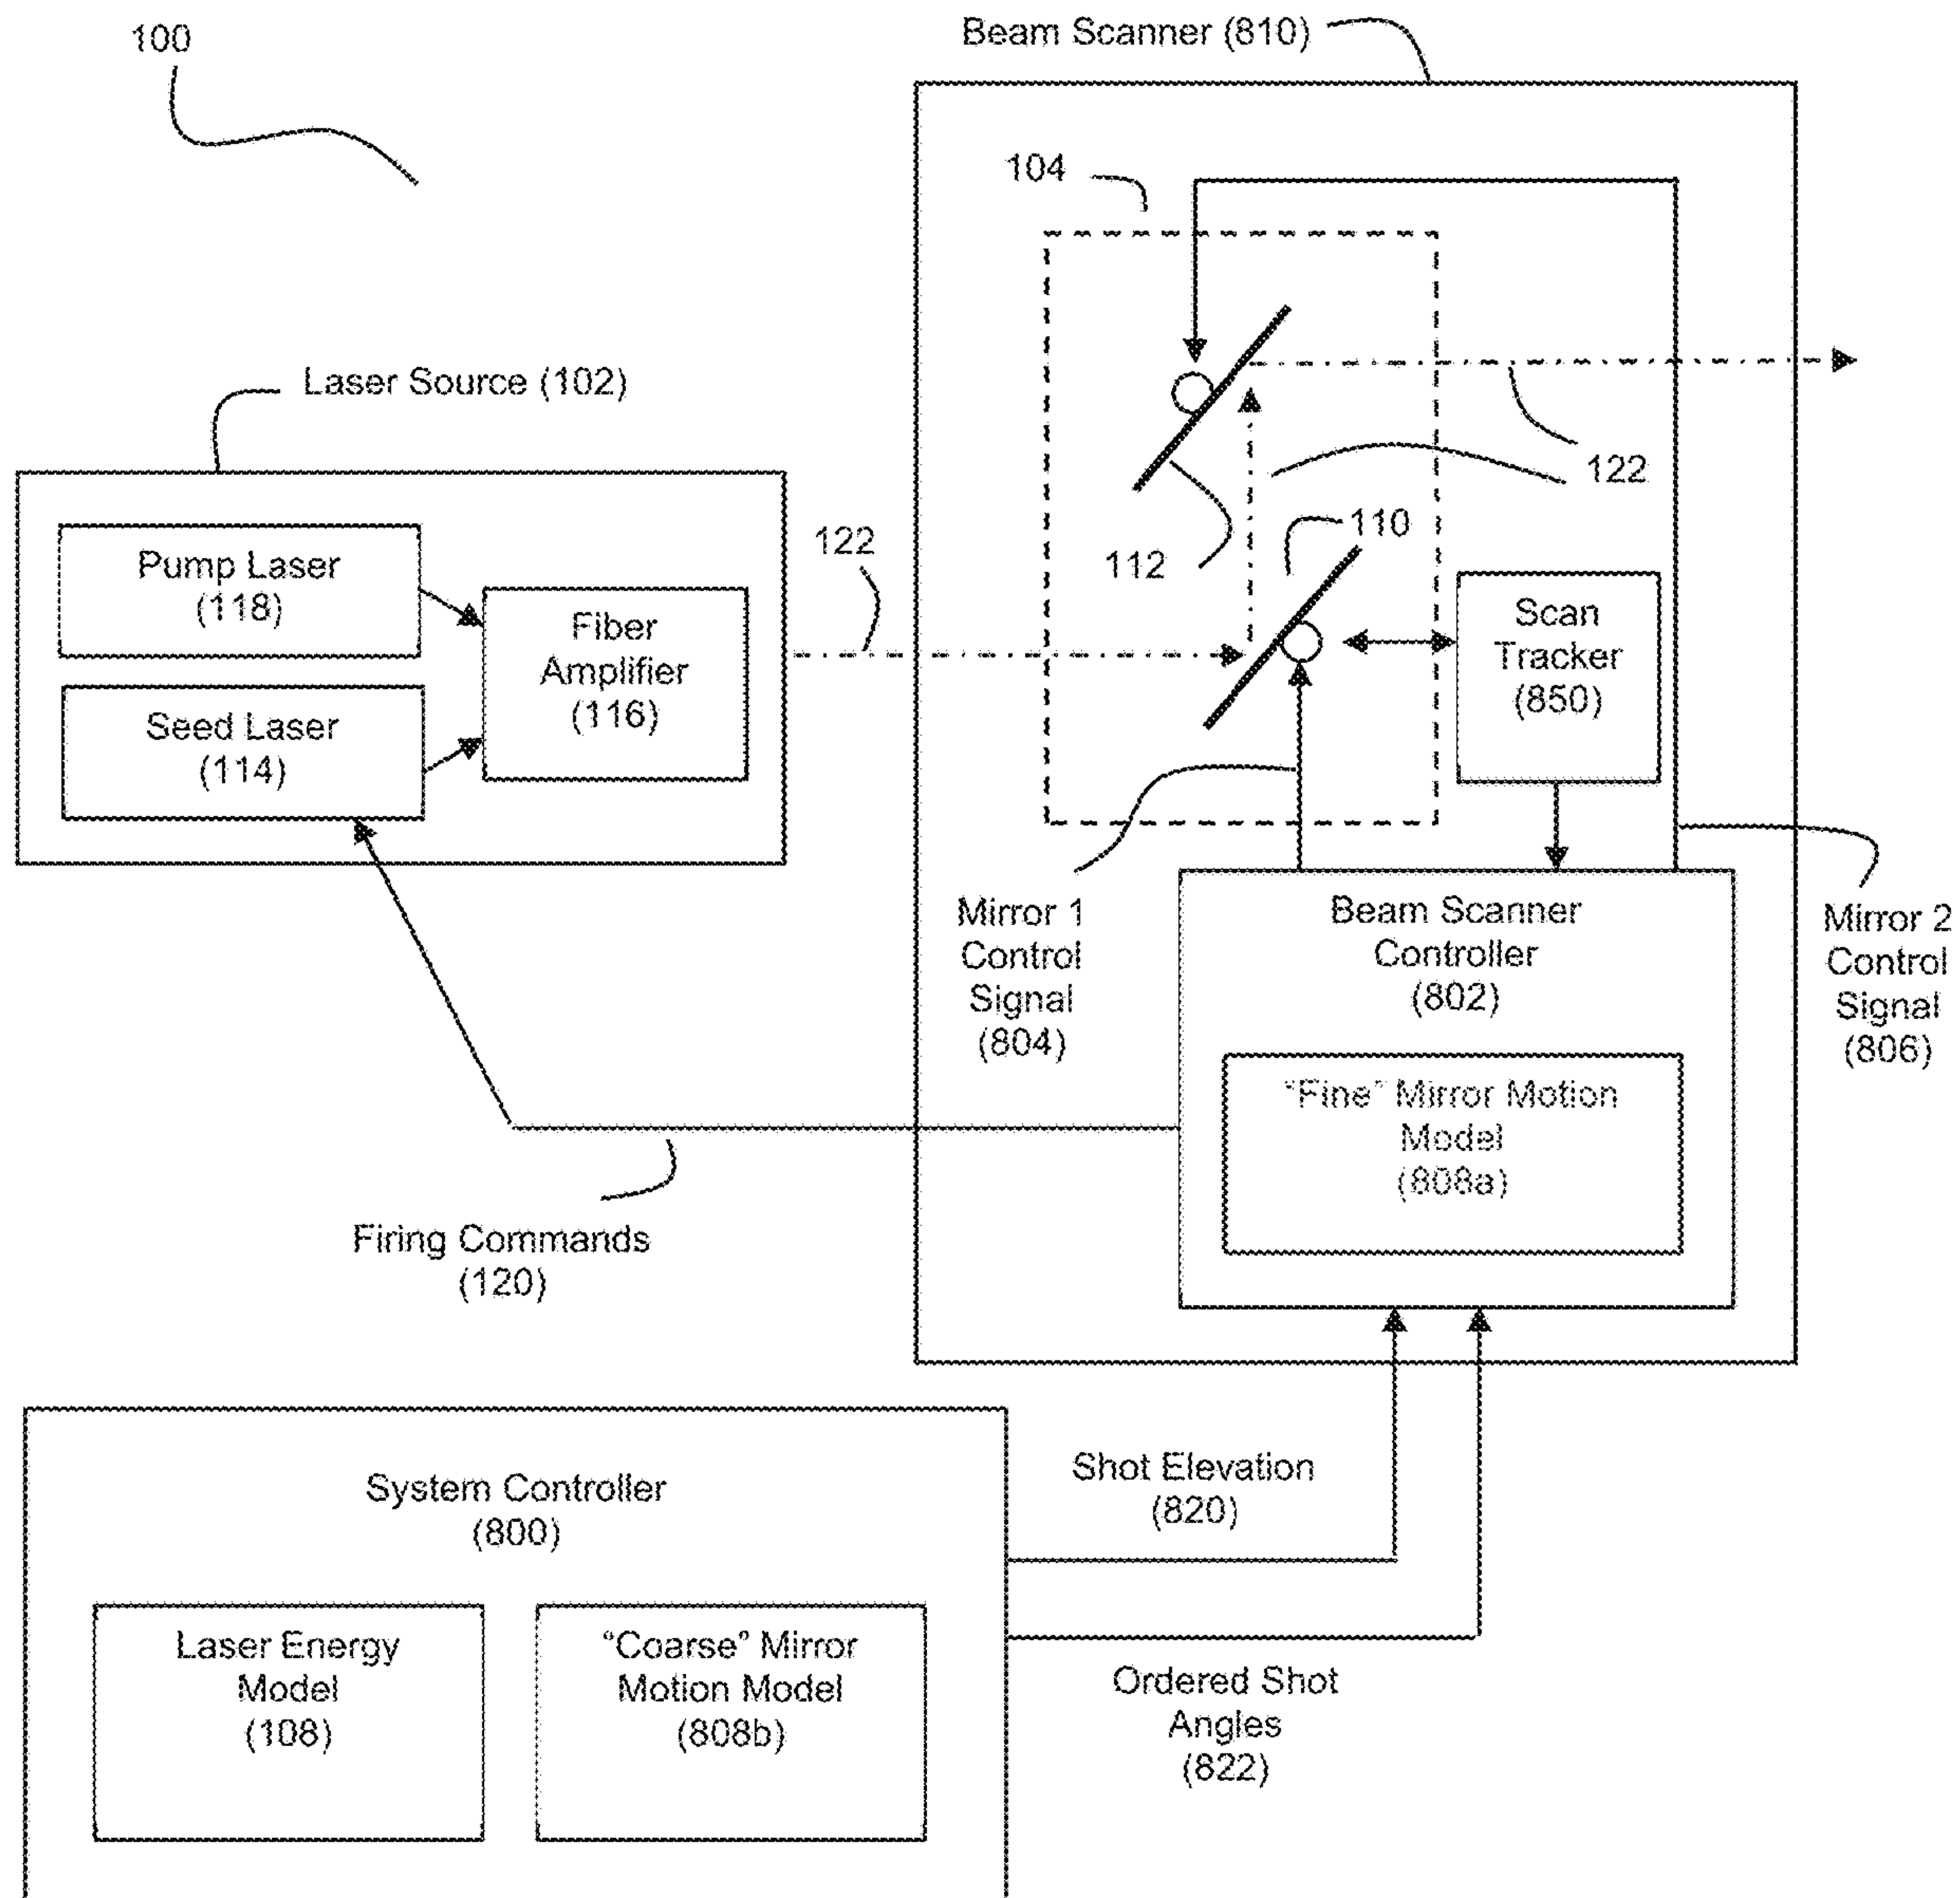 100
Beam Scanner (810)
104
Laser Source (102)
Pump Laser
(118)
Seed Laser
(114)
Fiber
Amplifier
(116)
122
122
112
110
Scan
Tracker
(850)
Mirror 1
Control
Signal
(804)
Beam Scanner
Controller
(802)
"Fine" Mirror Motion
Model
(808a)
Mirror 2
Control
Signal
(806)
Firing Commands
(120)
System Controller
(800)
Laser Energy
Model
(108)
"Coarse" Mirror
Motion Model
(808b)
Shot Elevation
(820)
Ordered Shot
Angles
(822)